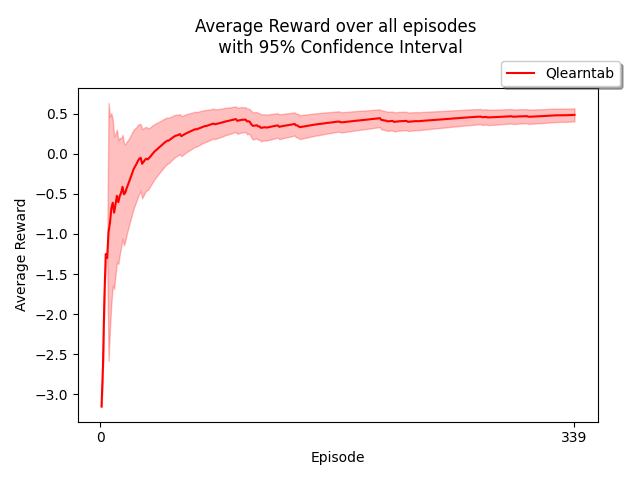 Average Reward over all episodes
with 95% Confidence Interval
Qlearntab
Average Reward
0.5
0.0
−0.5
−1.0
−1.5
−2.0
−2.5
−3.0
0
339
Episode